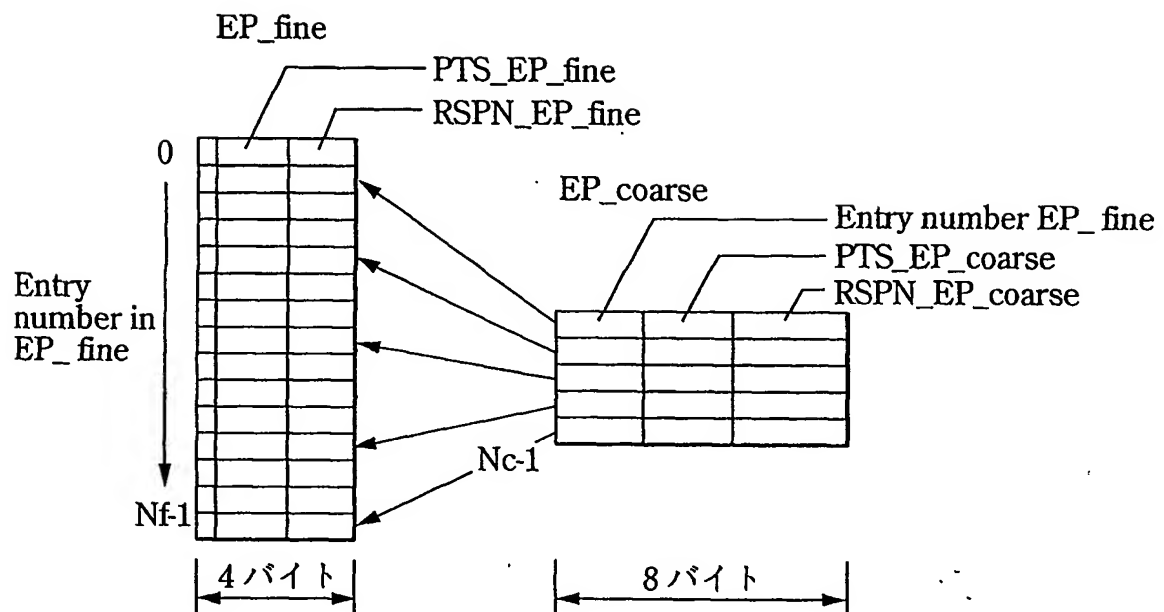 EP_fine
PTS_EP_fine
RSPN_EP_fine
0
EP_coarse
Entry number EP_ fine
PTS_EP_coarse
RSPN_EP_coarse
Entry
number in
EP_ fine
Nc-1
Nf-1
4 バイト
8 バイト